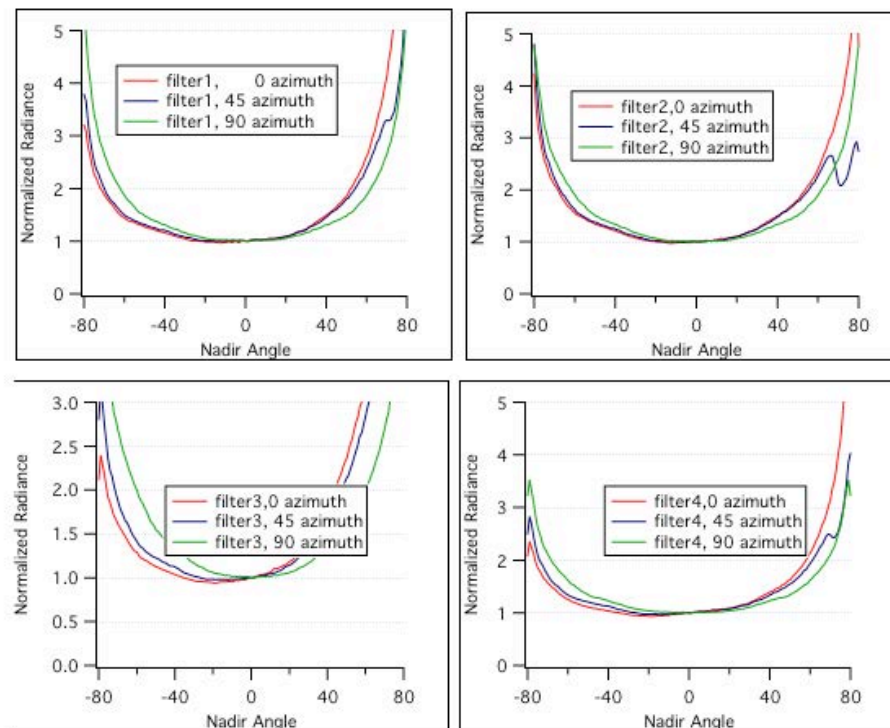 5
4
3
2
1
0
Normalized Radiance
filter1, 0 azimuth
filter1, 45 azimuth
filter1, 90 azimuth
-80 -40 0 40 80
Nadir Angle
5
4
3
2
1
0
Normalized Radiance
filter2,0 azimuth
filter2, 45 azimuth
filter2, 90 azimuth
-80 -40 0 40 80
Nadir Angle
3.0
2.5
2.0
1.5
1.0
0.5
0.0
Normalized Radiance
filter3,0 azimuth
filter3, 45 azimuth
filter3, 90 azimuth
-80 -40 0 40 80
Nadir Angle
5
4
3
2
1
0
Normalized Radiance
filter4,0 azimuth
filter4, 45 azimuth
filter4, 90 azimuth
-80 -40 0 40 80
Nadir Angle